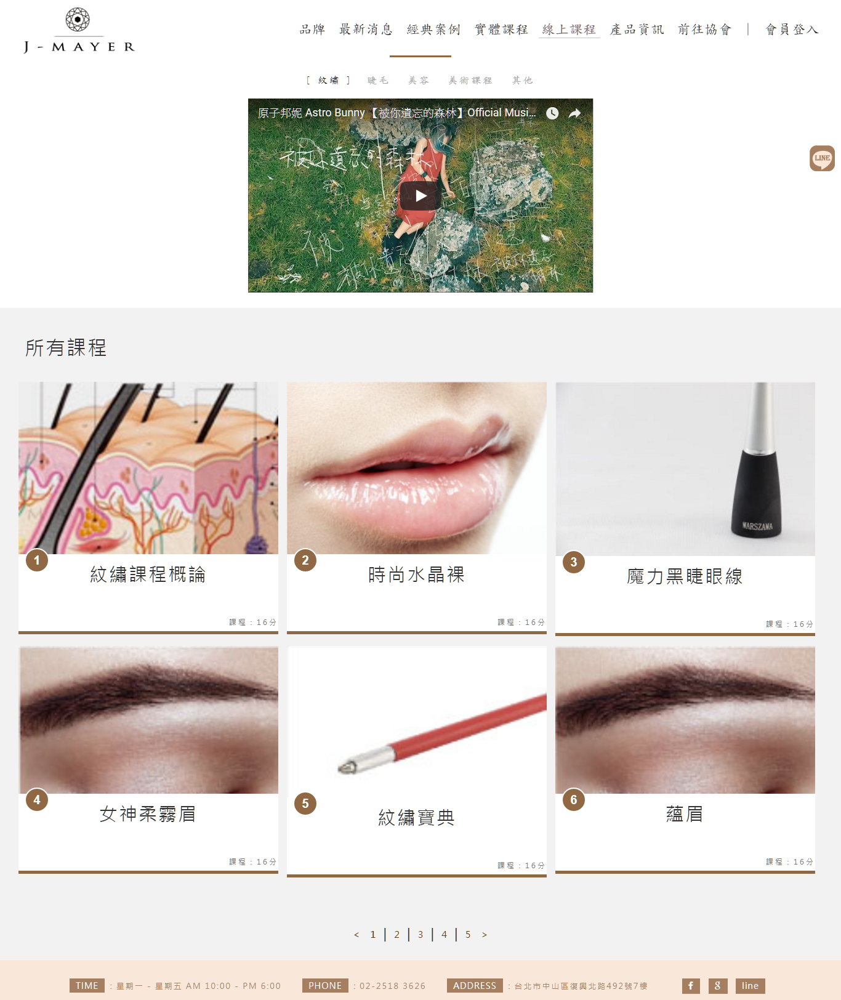 J - MAYER
品牌 最新消息 經典案例 實體課程 線上課程 產品資訊 前往協會 | 會員登入
[ 紋繡 ] 睫毛 美容 美術課程 其他
原子邦妮 Astro Bunny 【被你遺忘的森林】Official Musi...
被你遺忘的森林
LINE
所有課程
WARSZAWA
1
紋繡課程概論
課程：16分
2
時尚水晶裸
課程：16分
3
魔力黑睫眼線
課程：16分
4
女神柔霧眉
課程：16分
5
紋繡寶典
課程：16分
6
蘊眉
課程：16分
< 1 | 2 | 3 | 4 | 5 >
TIME : 星期一 - 星期五 AM 10:00 - PM 6:00 PHONE : 02-2518 3626 ADDRESS : 台北市中山區復興北路492號7樓 f g line